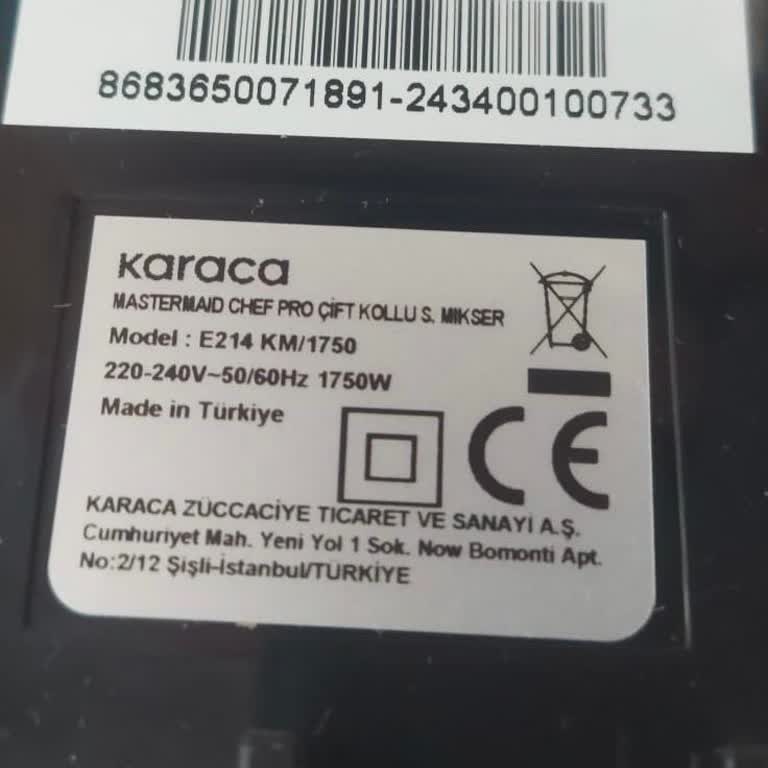 8683650071891-243400100733
Karaca
MASTERMAID CHEF PRO ÇİFT KOLLU S. MIKSER
Model : E214 KM/1750
220-240V~50/60Hz 1750W
Made in Türkiye
CE
KARACA ZÜCCACİYE TICARET VE SANAYİ A.Ş.
Cumhuriyet Mah. Yeni Yol 1 Sok. Now Bomonti Apt.
No:2/12 Şişli-İstanbul/TÜRKİYE